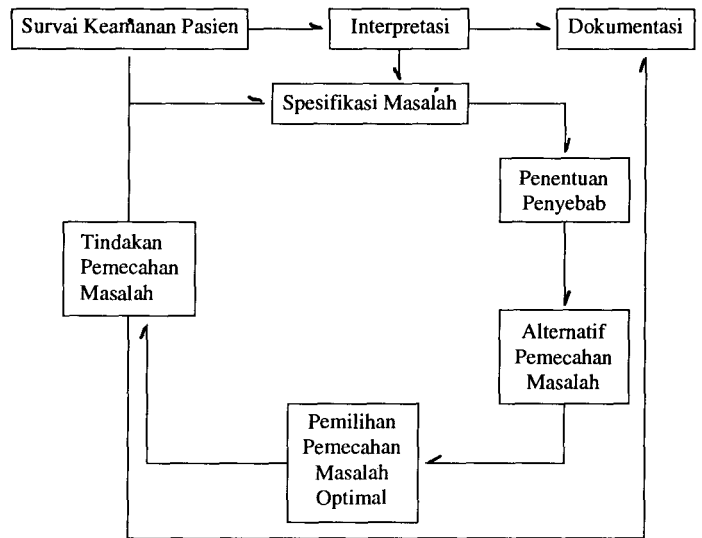 Survai Keamanan Pasien
Interpretasi
Dokumentasi
Spesifikasi Masalah
Penentuan
Penyebab
Tindakan
Pemecahan
Masalah
Alternatif
Pemecahan
Masalah
Pemilihan
Pemecahan
Masalah
Optimal